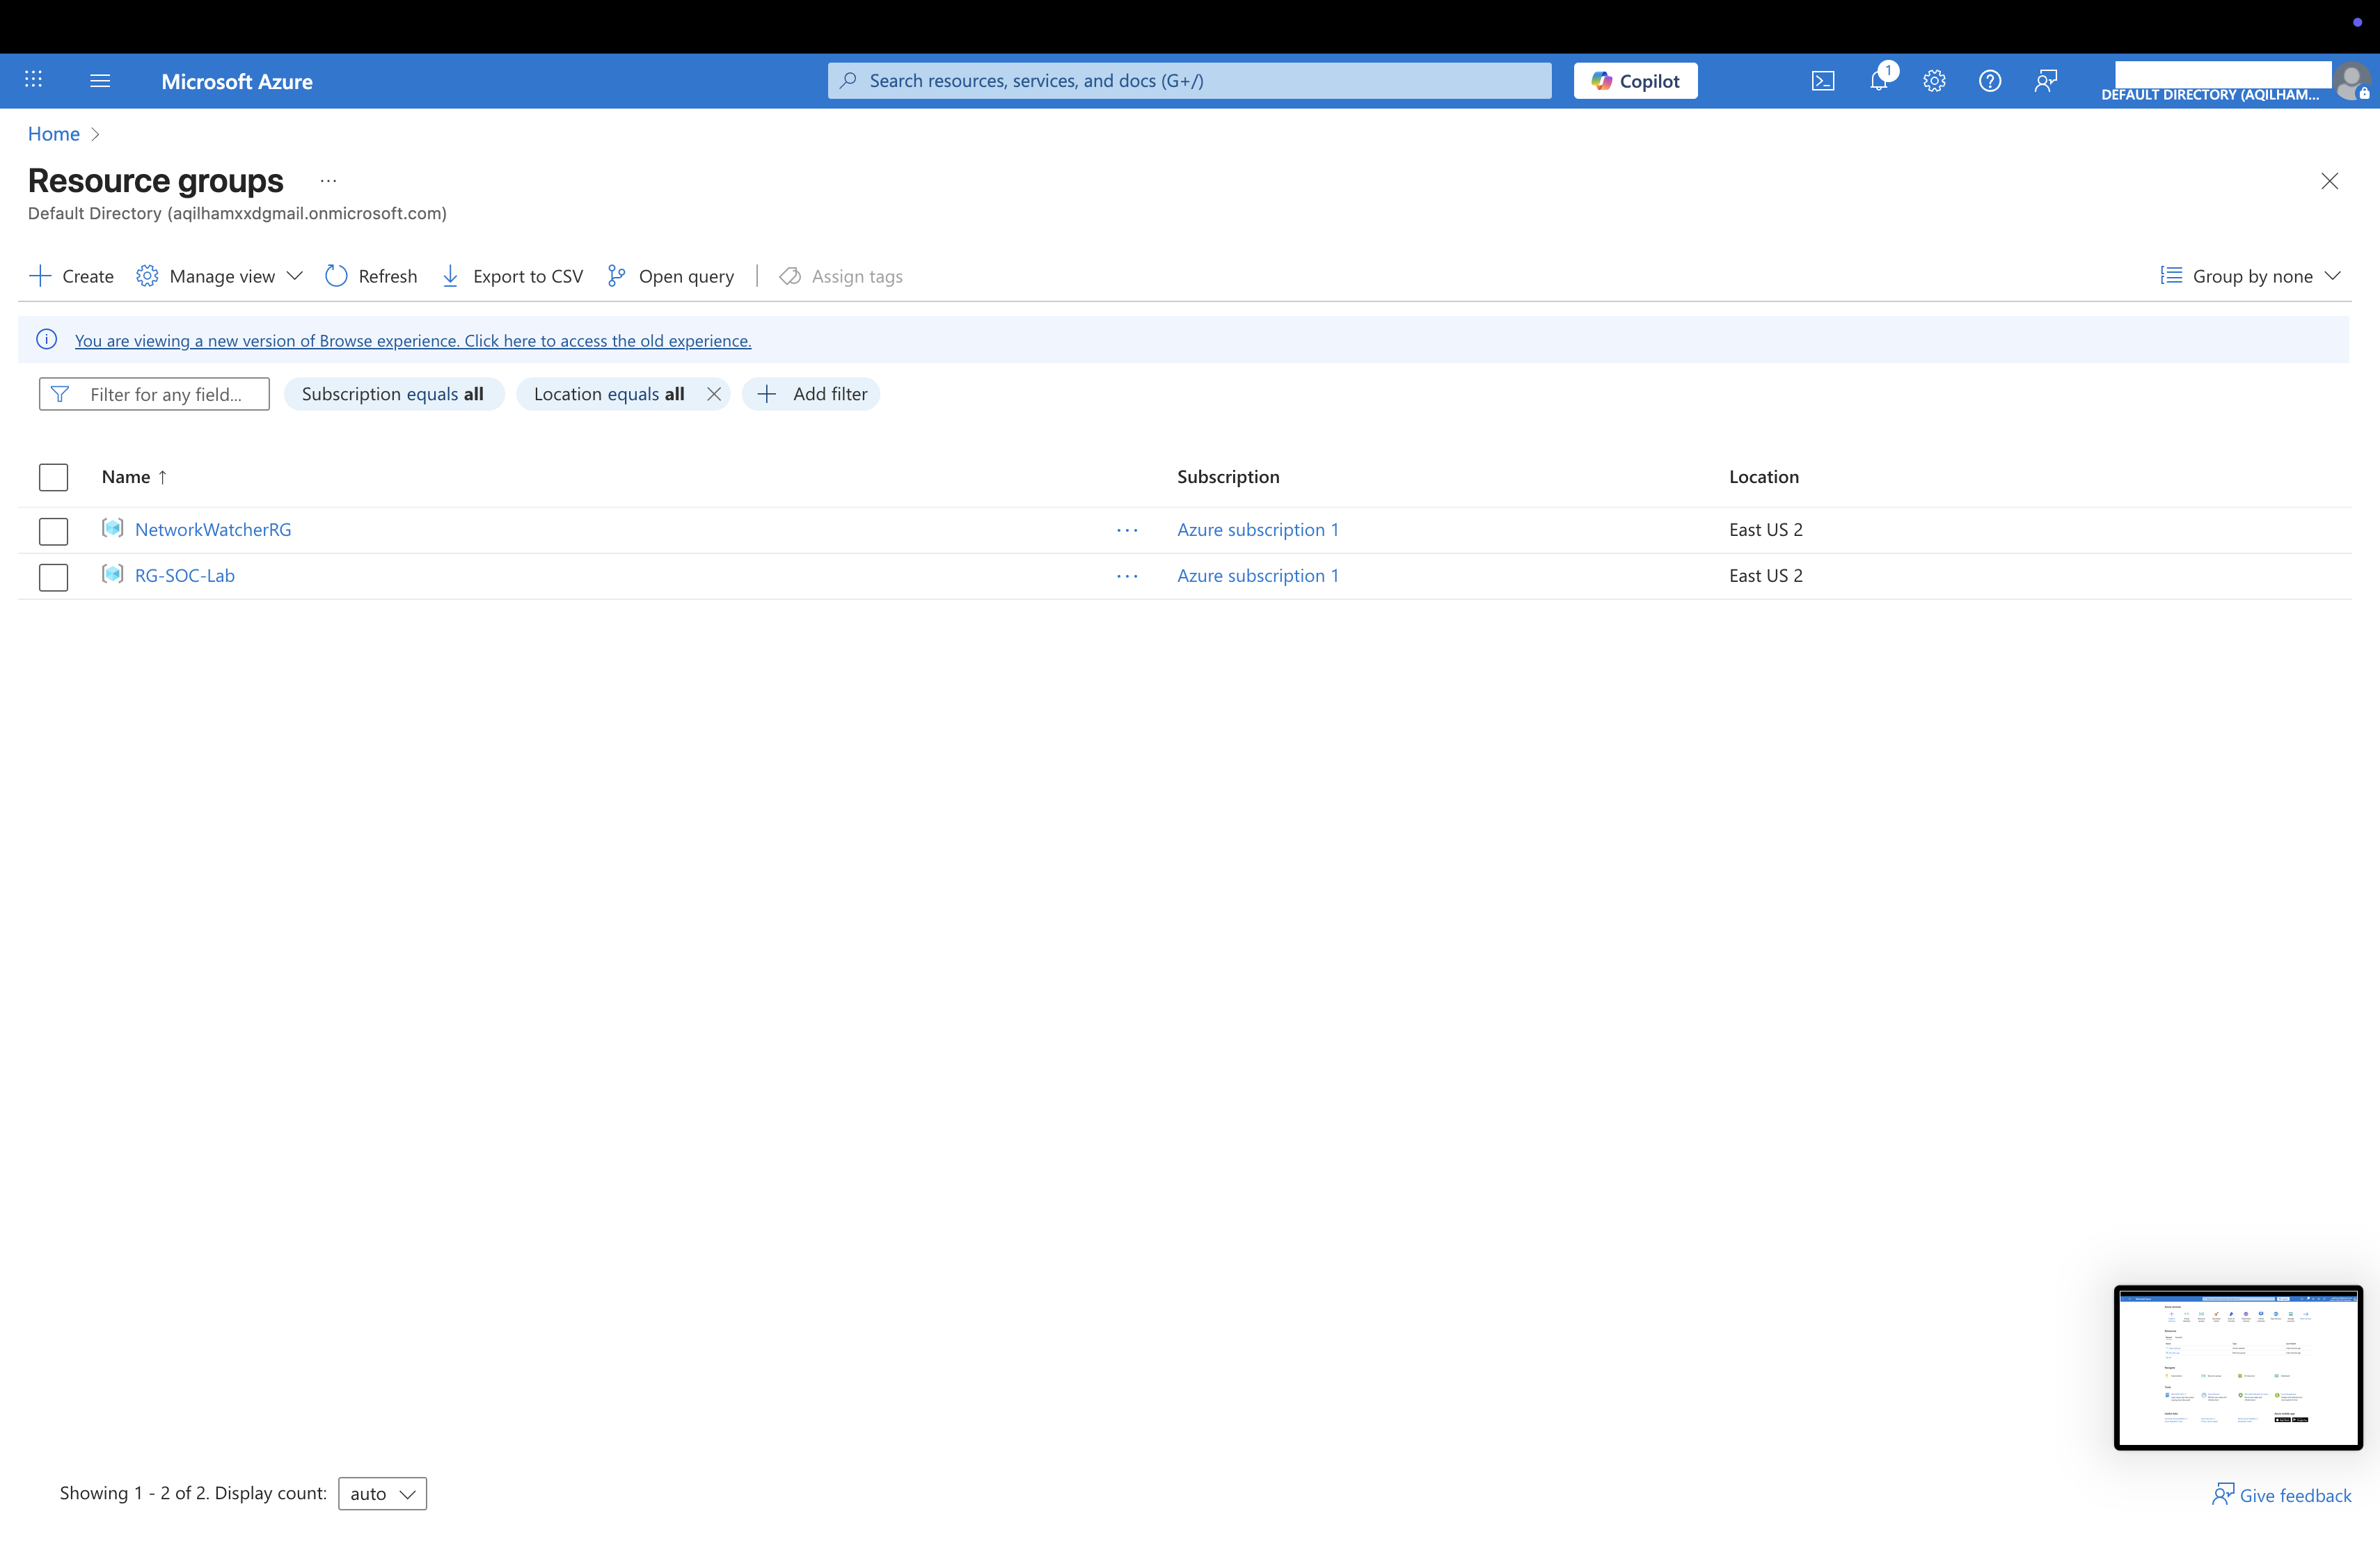 Microsoft Azure
Search resources, services, and docs (G+/)
Copilot
1
DEFAULT DIRECTORY (AQILHAM...
Home
Resource groups
...
Default Directory (aqilhamxxdgmail.onmicrosoft.com)
Create
Manage view
Refresh
Export to CSV
Open query
Assign tags
Group by none
You are viewing a new version of Browse experience. Click here to access the old experience.
Filter for any field...
Subscription equals all
Location equals all
Add filter
Name ↑
Subscription
Location
NetworkWatcherRG
...
Azure subscription 1
East US 2
RG-SOC-Lab
...
Azure subscription 1
East US 2
Showing 1 - 2 of 2. Display count:
auto
Give feedback